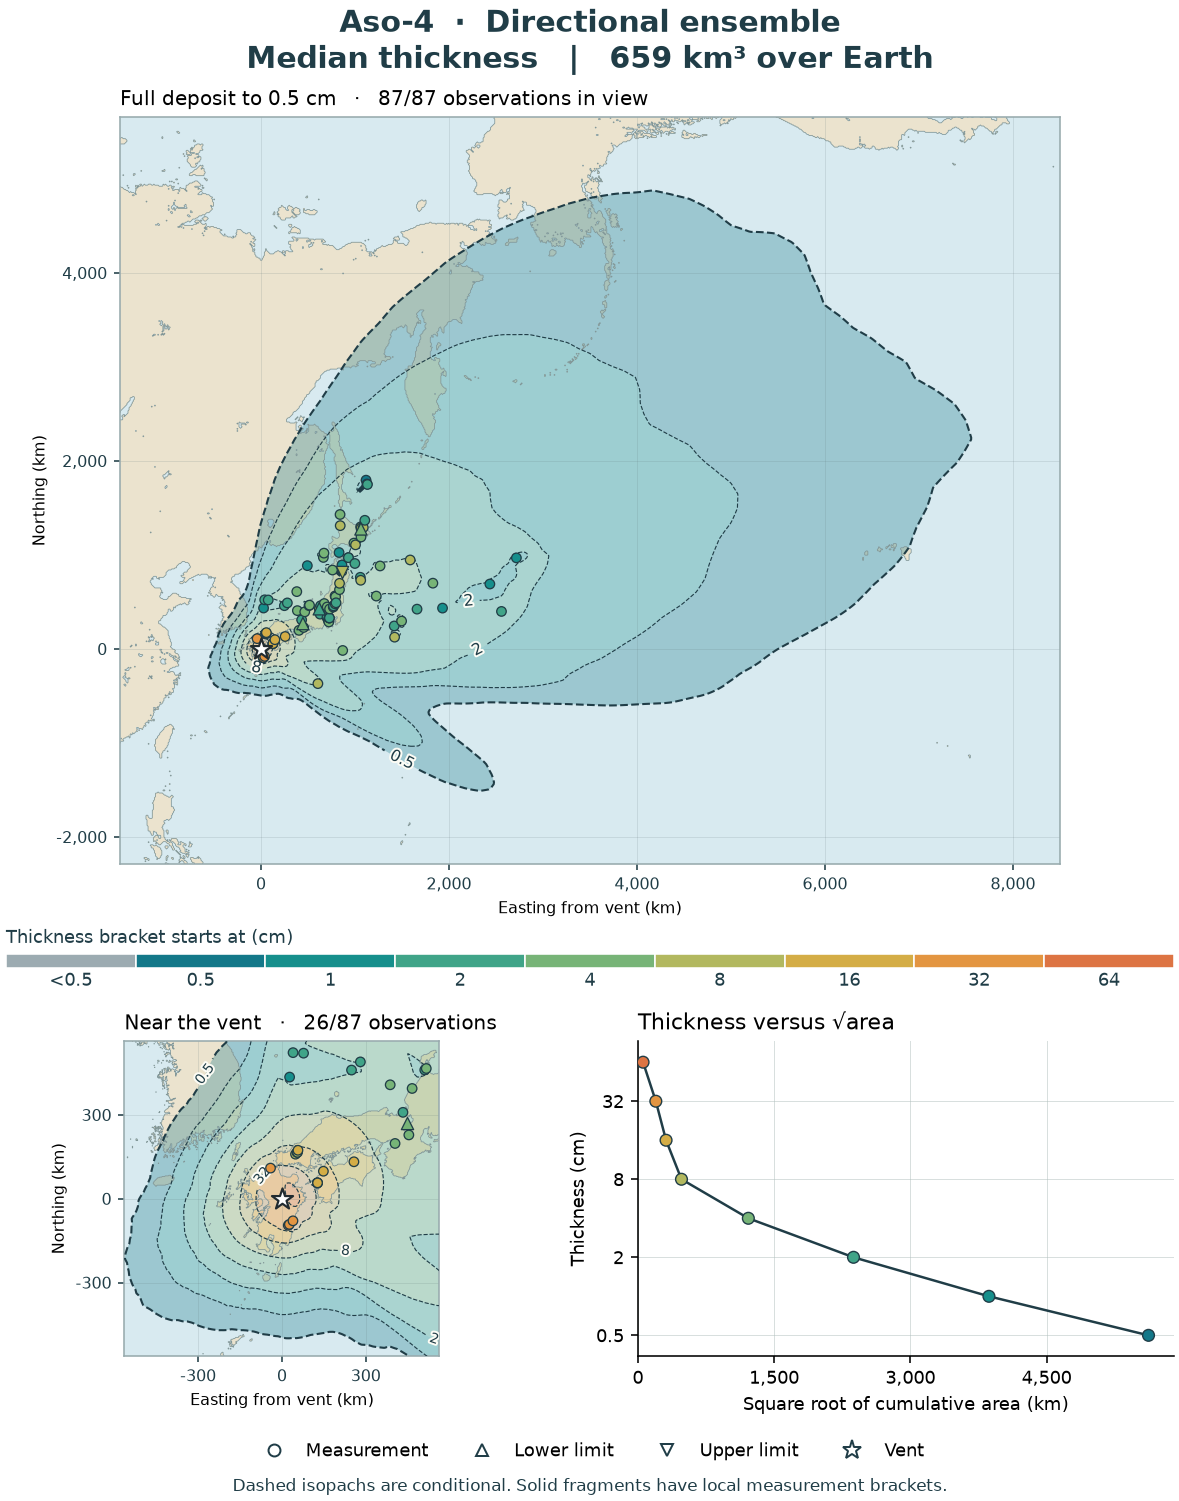 Aso-4 · Directional ensemble
Median thickness | 659 km³ over Earth
Full deposit to 0.5 cm · 87/87 observations in view
4,000
2,000
0
-2,000
Northing (km)
2
2
8
0.5
0
2,000
4,000
6,000
8,000
Easting from vent (km)
Thickness bracket starts at (cm)
<0.5
0.5
1
2
4
8
16
32
64
Near the vent · 26/87 observations
300
0
-300
Northing (km)
0.5
32
8
2
-300
0
300
Easting from vent (km)
Thickness versus √area
32
8
2
0.5
Thickness (cm)
0
1,500
3,000
4,500
Square root of cumulative area (km)
Measurement
Lower limit
Upper limit
Vent
Dashed isopachs are conditional. Solid fragments have local measurement brackets.